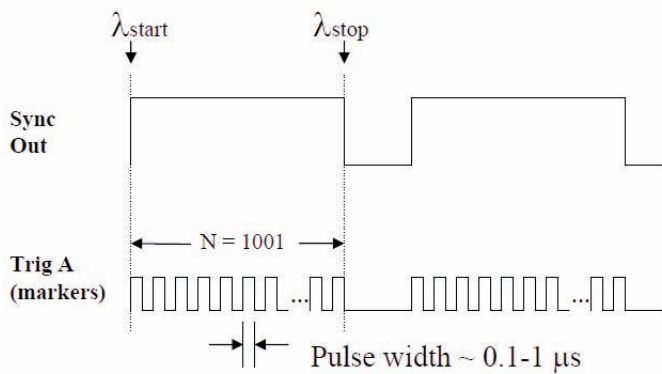 λstart λstop
Sync
Out
N = 1001
Trig A
(markers)
... ...
Pulse width ~ 0.1-1 μs